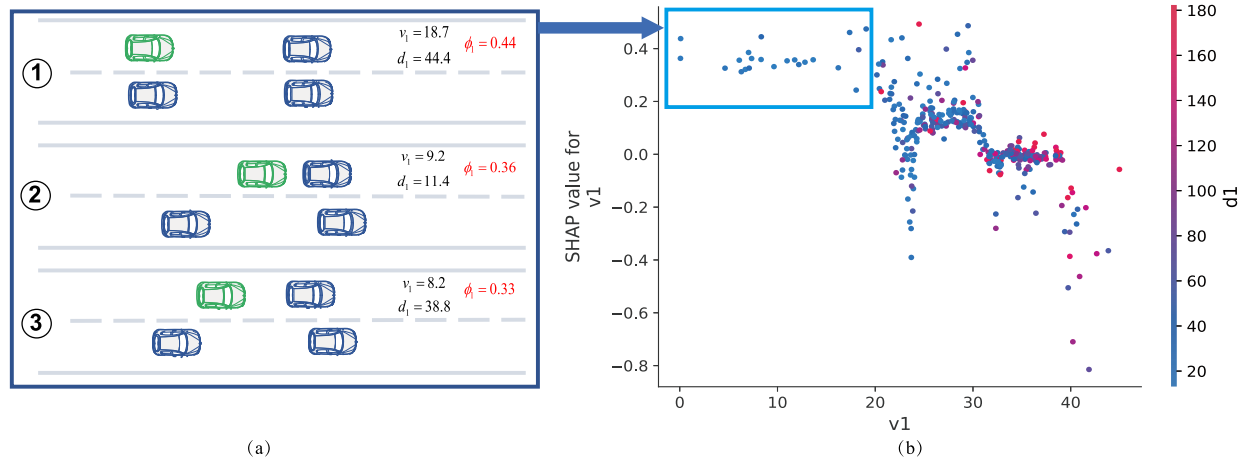 1
v₁ = 18.7
ϕ₁ = 0.44
d₁ = 44.4
2
v₁ = 9.2
ϕ₁ = 0.36
d₁ = 11.4
3
v₁ = 8.2
ϕ₁ = 0.33
d₁ = 38.8
(a)
SHAP value for
v1
0.4
0.2
0.0
−0.2
−0.4
−0.6
−0.8
0
10
20
30
40
v1
180
160
140
120
100
80
60
40
20
d1
(b)